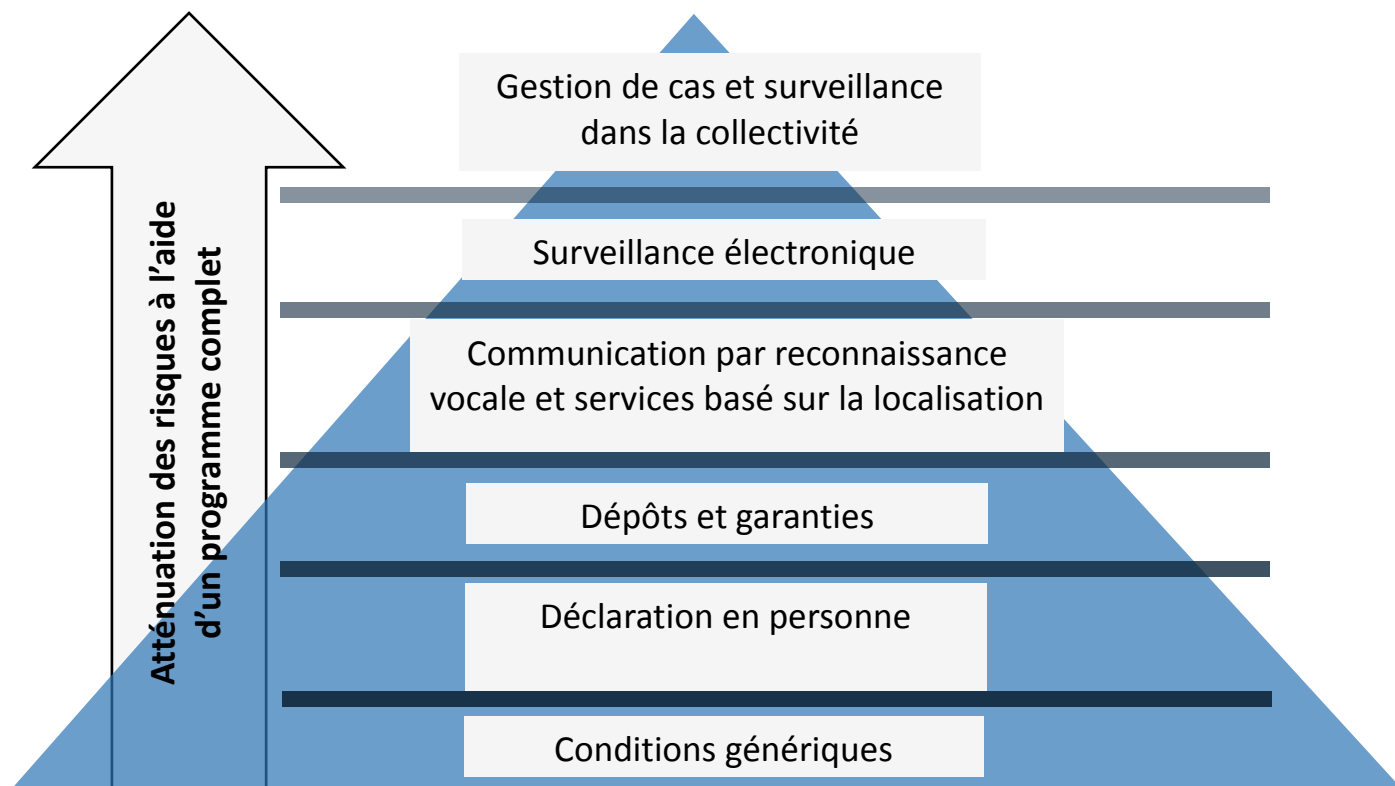 Gestion de cas et surveillance
dans la collectivité
Surveillance électronique
Communication par reconnaissance
vocale et services basé sur la localisation
Dépôts et garanties
Déclaration en personne
Conditions génériques
Atténuation des risques à l’aide
d’un programme complet